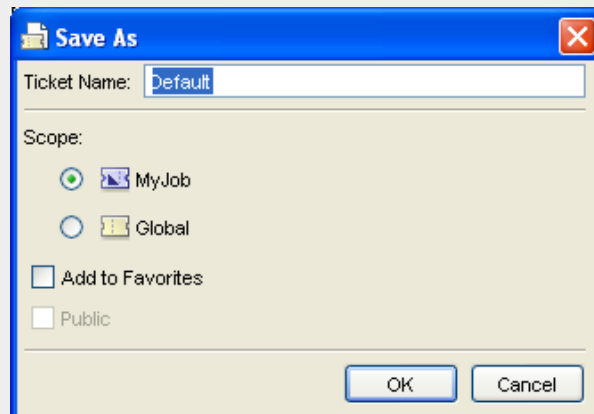 Save As
Ticket Name: Default
Scope:
MyJob
Global
Add to Favorites
Public
OK Cancel